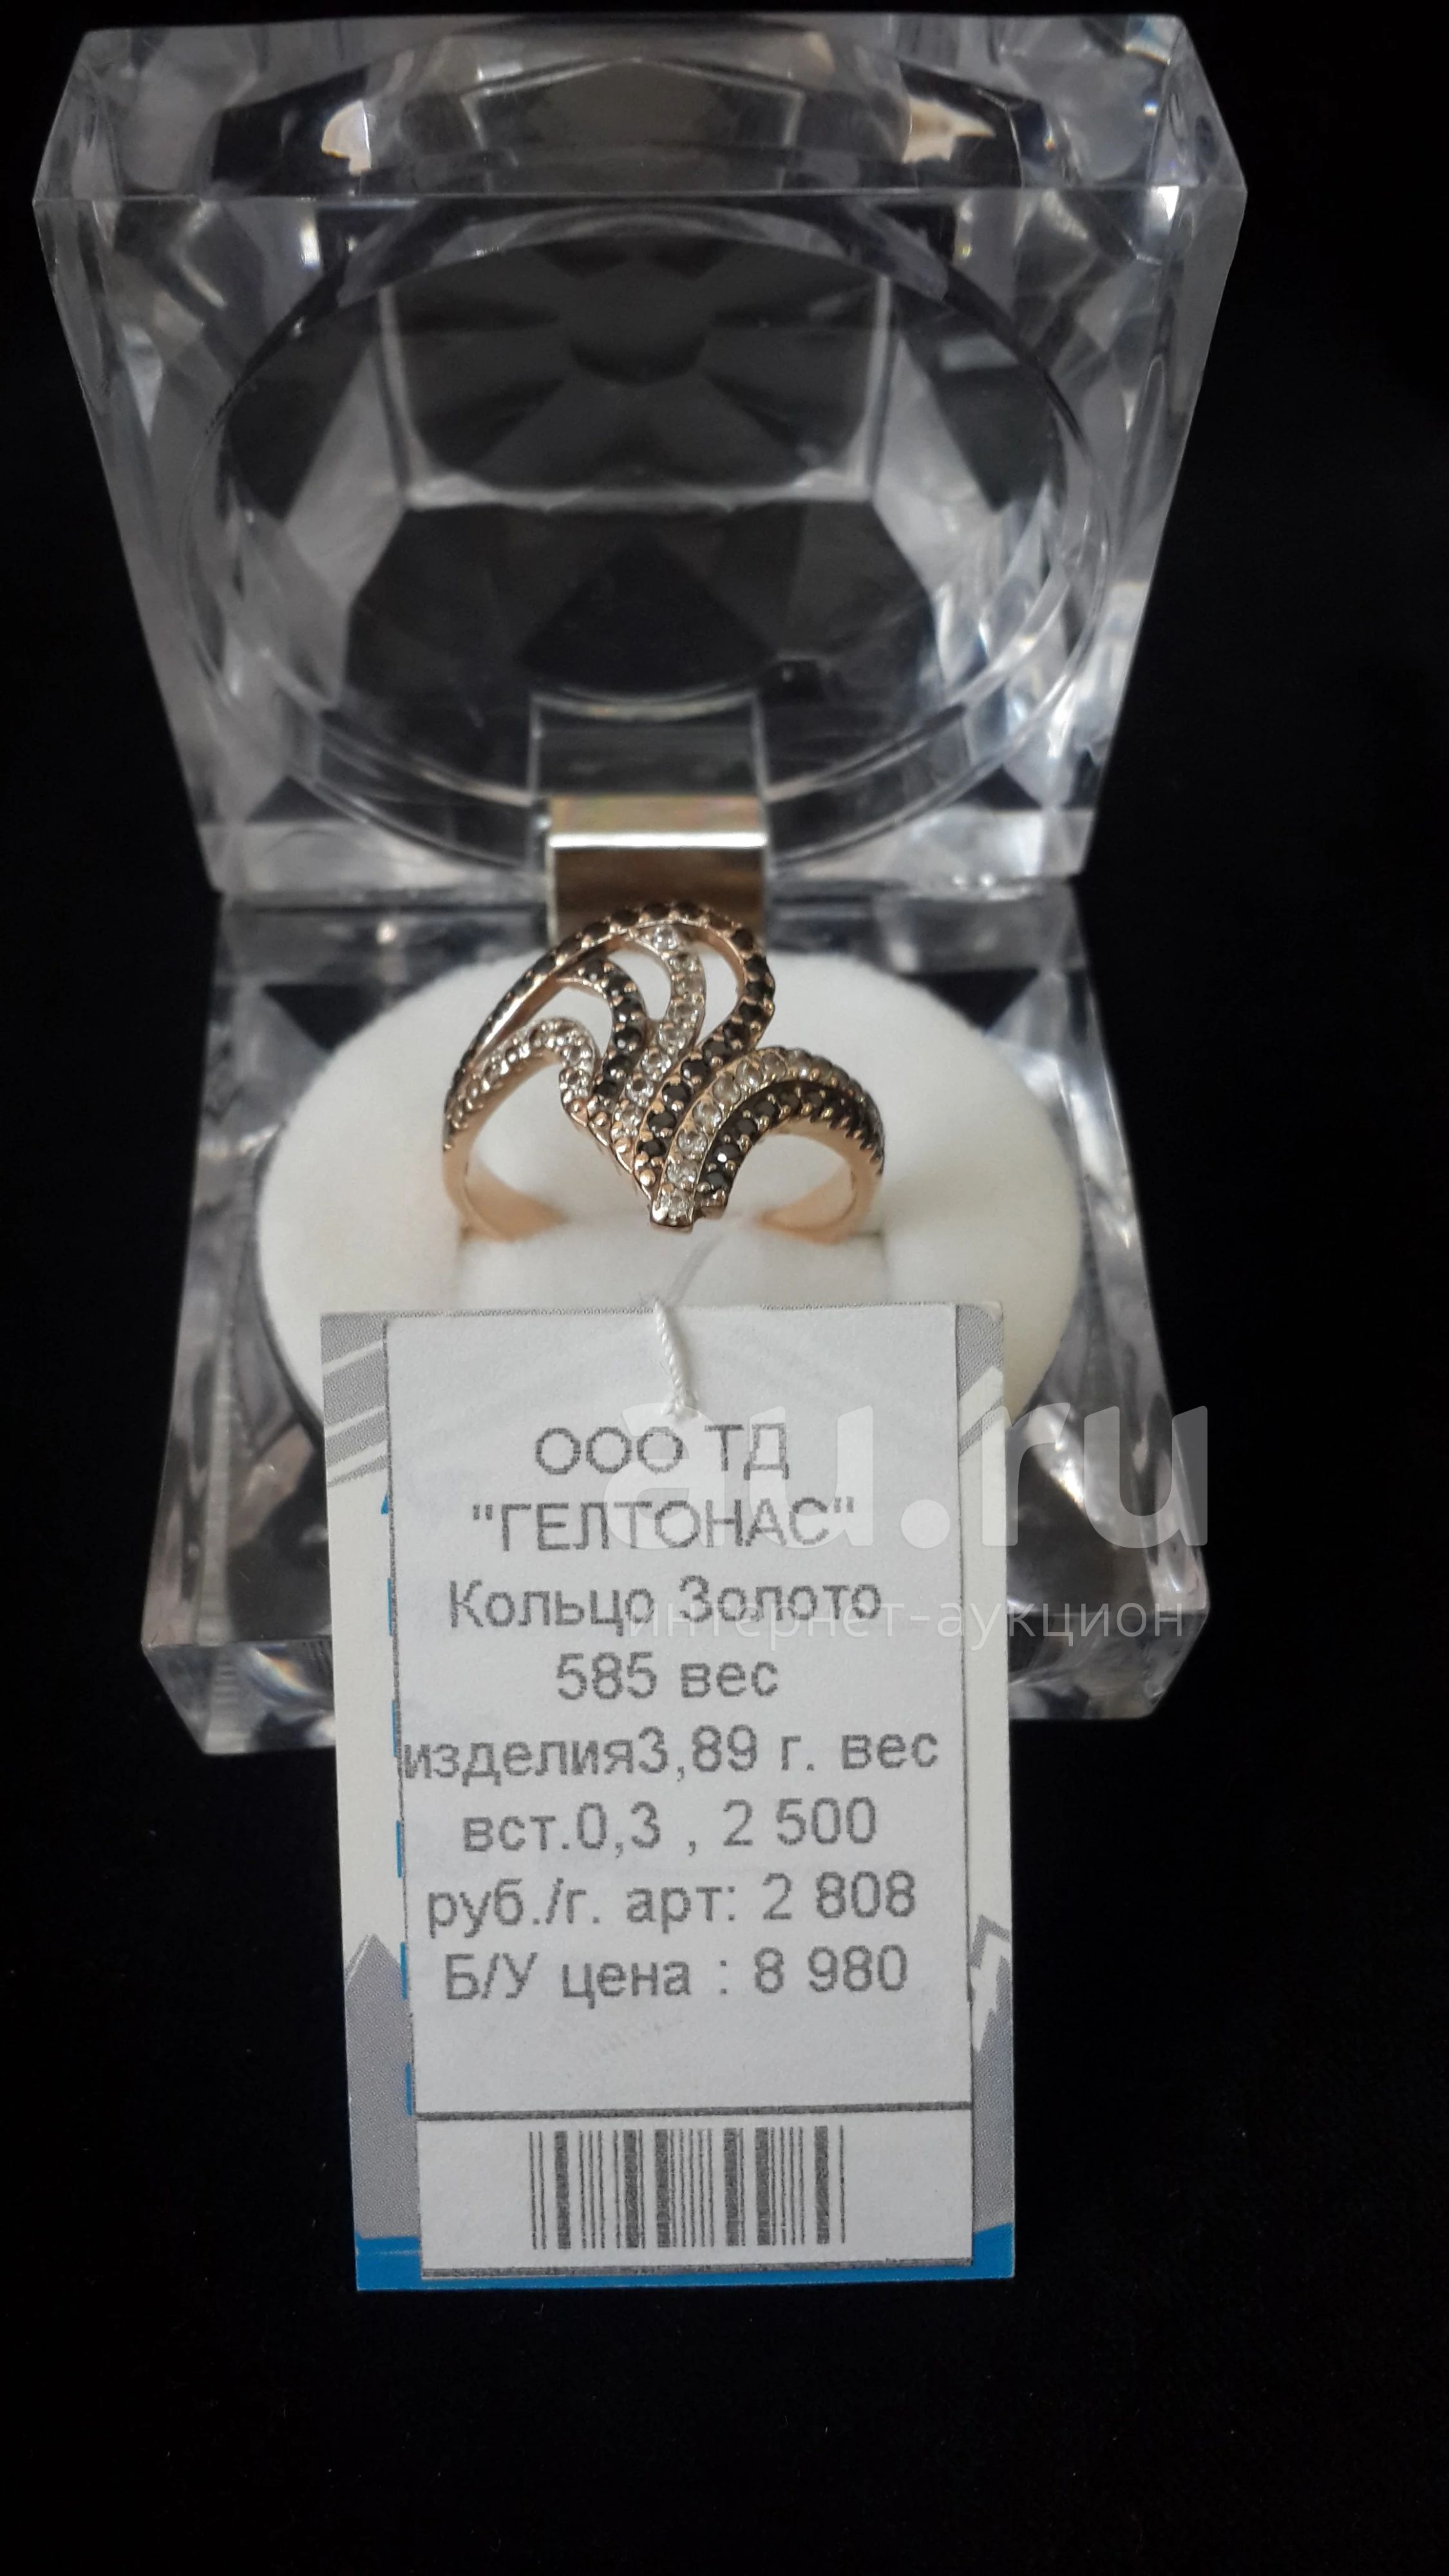 ООО ТД
"ГЕЛТОНАС"
Кольцо Золото
585 вес
изделия3,89 г. вес
вст.0,3 , 2 500
руб./г. арт: 2 808
Б/У цена : 8 980
au.ru
интернет-аукцион